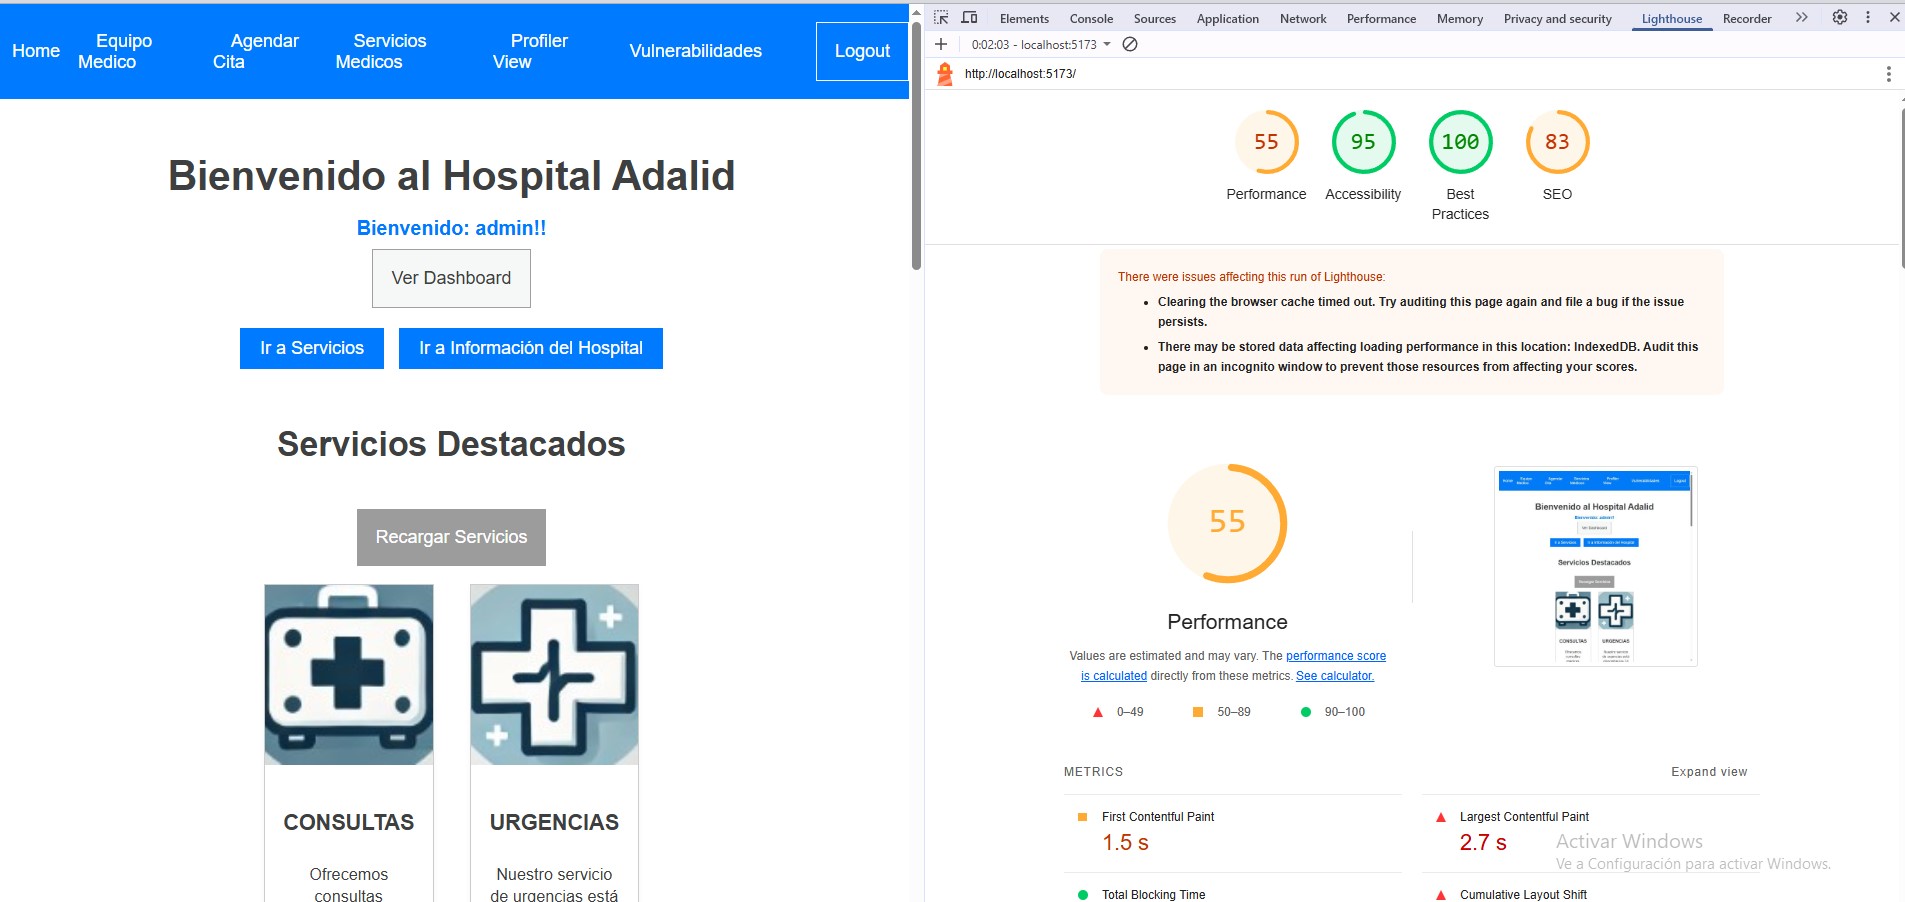 Home
Equipo
Medico
Agendar
Cita
Servicios
Medicos
Profiler
View
Vulnerabilidades
Logout
Bienvenido al Hospital Adalid
Bienvenido: admin!!
Ver Dashboard
Ir a Servicios
Ir a Información del Hospital
Servicios Destacados
Recargar Servicios
CONSULTAS
Ofrecemos
consultas
URGENCIAS
Nuestro servicio
de urgencias está
Elements Console Sources Application Network Performance Memory Privacy and security Lighthouse Recorder
0:02:03 - localhost:5173
http://localhost:5173/
55
Performance
95
Accessibility
100
Best
Practices
83
SEO
There were issues affecting this run of Lighthouse:
Clearing the browser cache timed out. Try auditing this page again and file a bug if the issue
persists.
There may be stored data affecting loading performance in this location: IndexedDB. Audit this
page in an incognito window to prevent those resources from affecting your scores.
55
Performance
Values are estimated and may vary. The performance score
is calculated directly from these metrics. See calculator.
0–49
50–89
90–100
Bienvenido al Hospital Adalid
Servicios Destacados
CONSULTAS
URGENCIAS
METRICS
Expand view
First Contentful Paint
1.5 s
Largest Contentful Paint
2.7 s
Total Blocking Time
Cumulative Layout Shift
Activar Windows
Ve a Configuración para activar Windows.